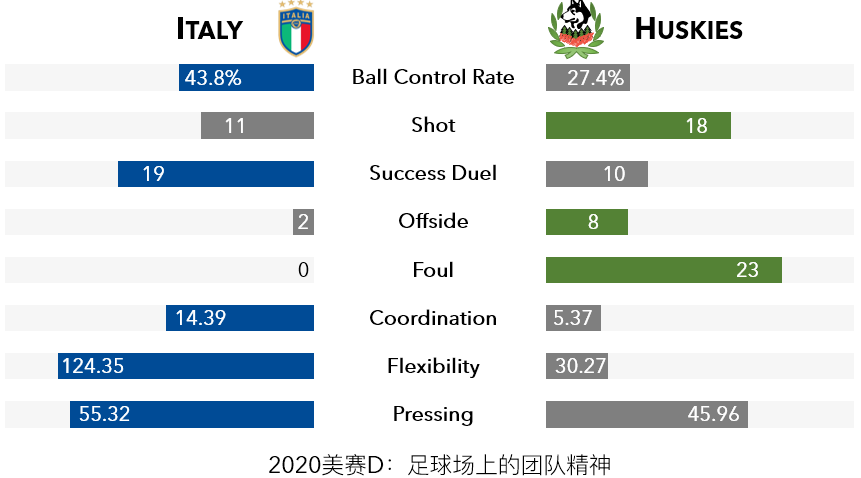 ITALY ITALIA HUSKIES
43.8% Ball Control Rate 27.4%
11 Shot 18
19 Success Duel 10
2 Offside 8
0 Foul 23
14.39 Coordination 5.37
124.35 Flexibility 30.27
55.32 Pressing 45.96
2020美赛D：足球场上的团队精神